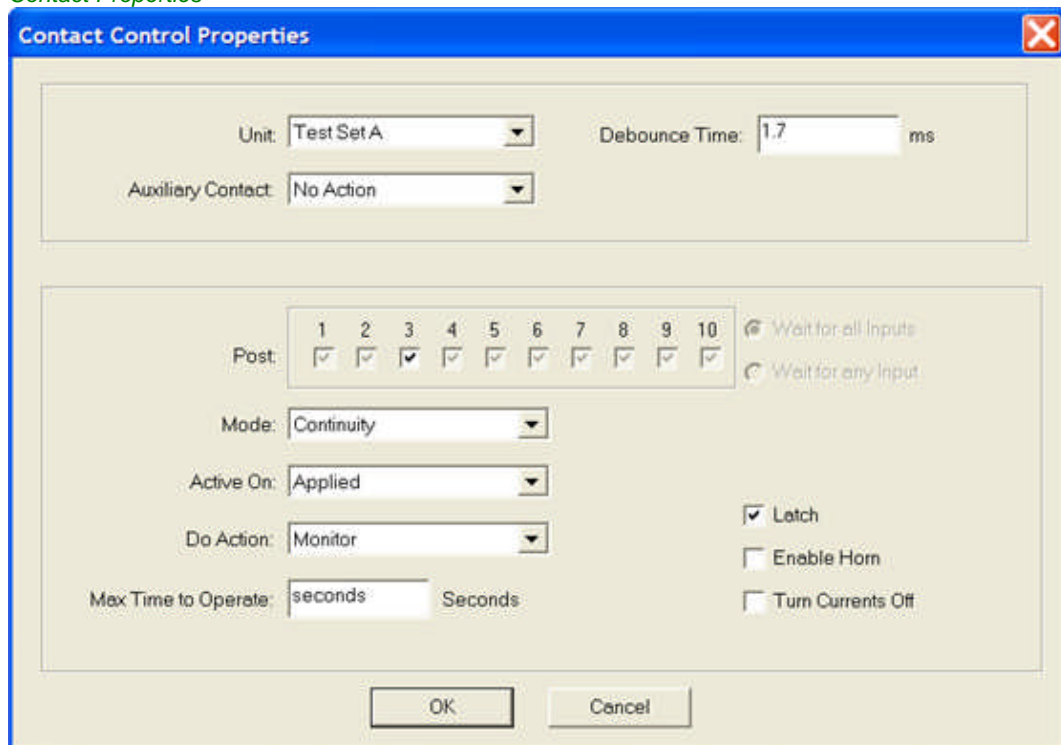 Contact Properties
Contact Control Properties
Unit: Test Set A Debounce Time: 1.7 ms
Auxiliary Contact: No Action
1 2 3 4 5 6 7 8 9 10
Post:
Wait for all Inputs
Wait for any Input
Mode: Continuity
Active On: Applied
Latch
Do Action: Monitor
Enable Horn
Max Time to Operate: seconds Seconds
Turn Currents Off
OK Cancel